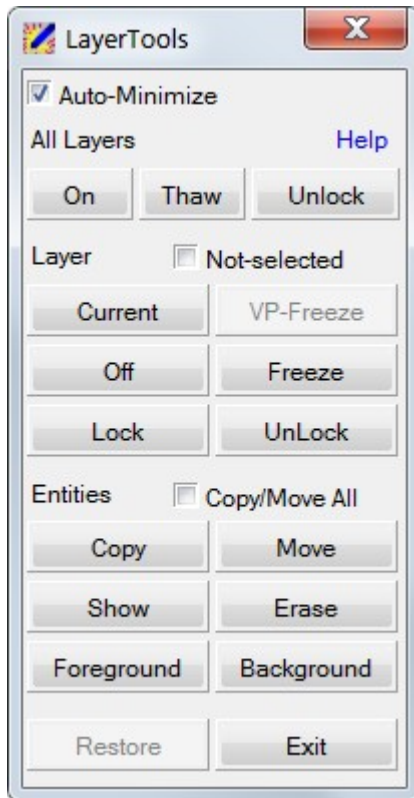 LayerTools
Auto-Minimize
All Layers Help
On Thaw Unlock
Layer Not-selected
Current VP-Freeze
Off Freeze
Lock UnLock
Entities Copy/Move All
Copy Move
Show Erase
Foreground Background
Restore Exit